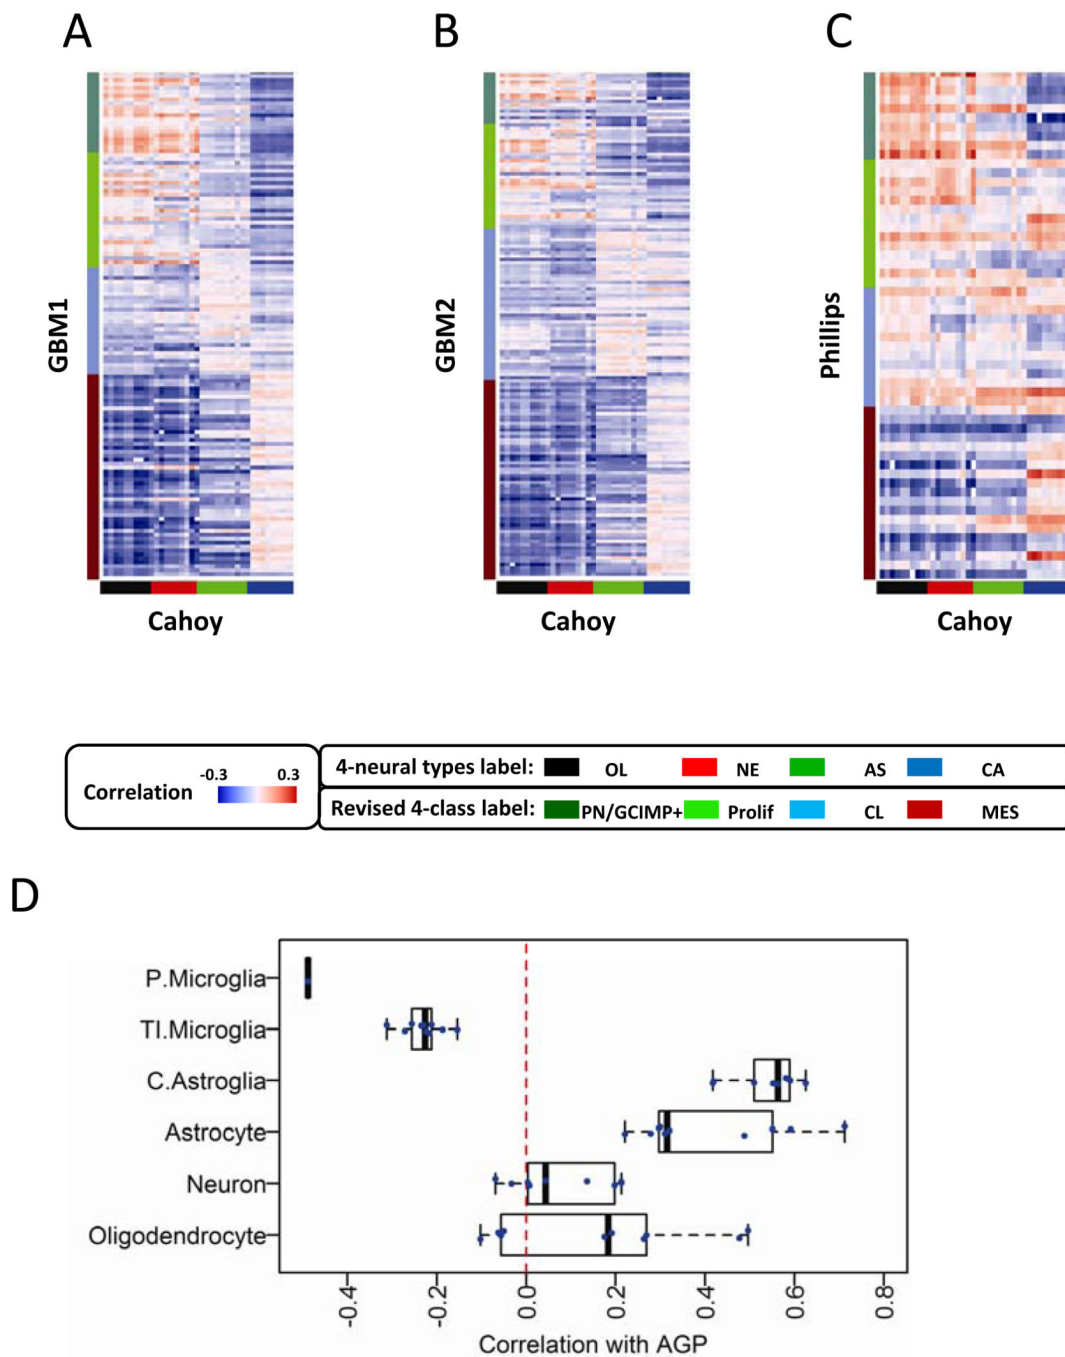 A
B
C
GBM1
GBM2
Phillips
Cahoy
Cahoy
Cahoy
Correlation
-0.3
0.3
4-neural types label: OL NE AS CA
Revised 4-class label: PN/GCIMP+ Prolif CL MES
D
P.Microglia
TI.Microglia
C.Astroglia
Astrocyte
Neuron
Oligodendrocyte
-0.4
-0.2
0.0
0.2
0.4
0.6
0.8
Correlation with AGP